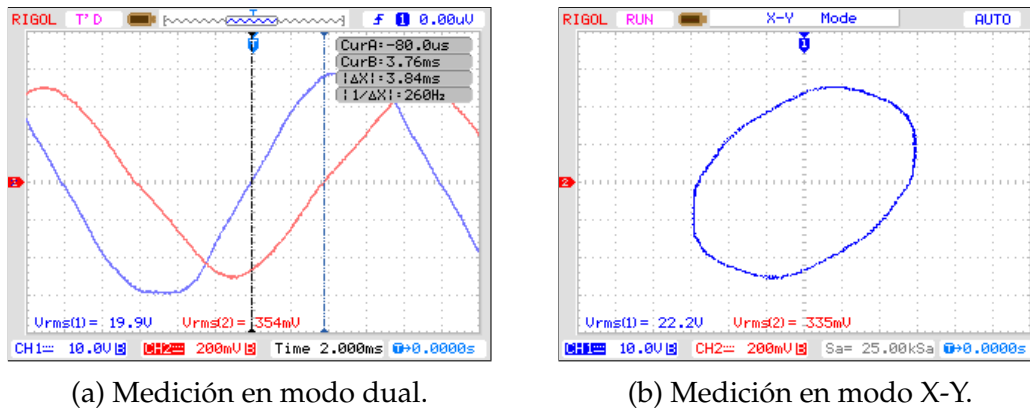 RIGOL T'D T f 1 0.00uV
T
CurA:-80.0us
CurB:3.76ms
|ΔX|:3.84ms
|1/ΔX|:260Hz
1
Vrms(1)= 19.9V Vrms(2)= 354mV
CH1 10.0V B CH2 200mV B Time 2.000ms T→0.0000s
(a) Medición en modo dual.
RIGOL RUN X-Y Mode AUTO
1
2
Vrms(1)= 22.2V Vrms(2)= 335mV
CH1 10.0V B CH2 200mV B Sa= 25.00kSa T→0.0000s
(b) Medición en modo X-Y.